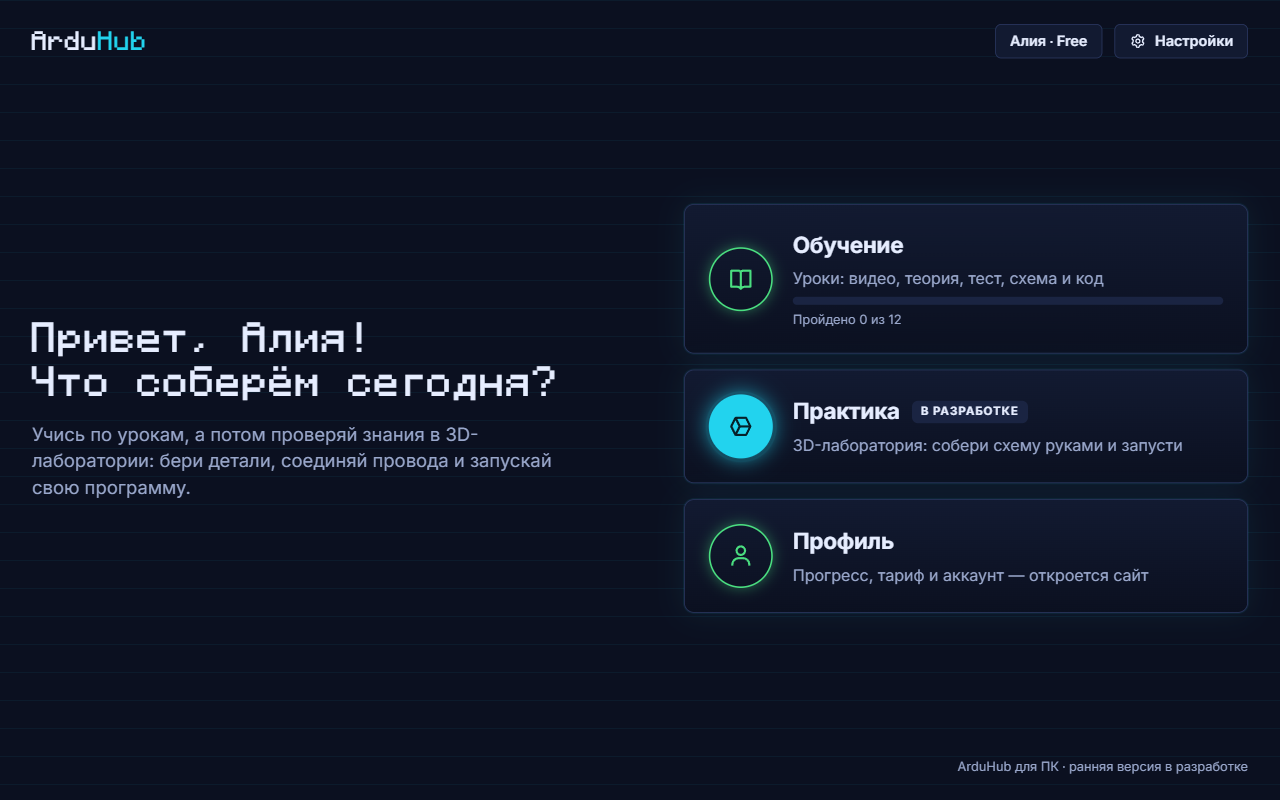 ArduHub
Алия · Free
Настройки
Привет, Алия!
Что соберём сегодня?
Учись по урокам, а потом проверяй знания в 3D-
лаборатории: бери детали, соединяй провода и запускай
свою программу.
Обучение
Уроки: видео, теория, тест, схема и код
Пройдено 0 из 12
Практика В РАЗРАБОТКЕ
3D-лаборатория: собери схему руками и запусти
Профиль
Прогресс, тариф и аккаунт — откроется сайт
ArduHub для ПК · ранняя версия в разработке